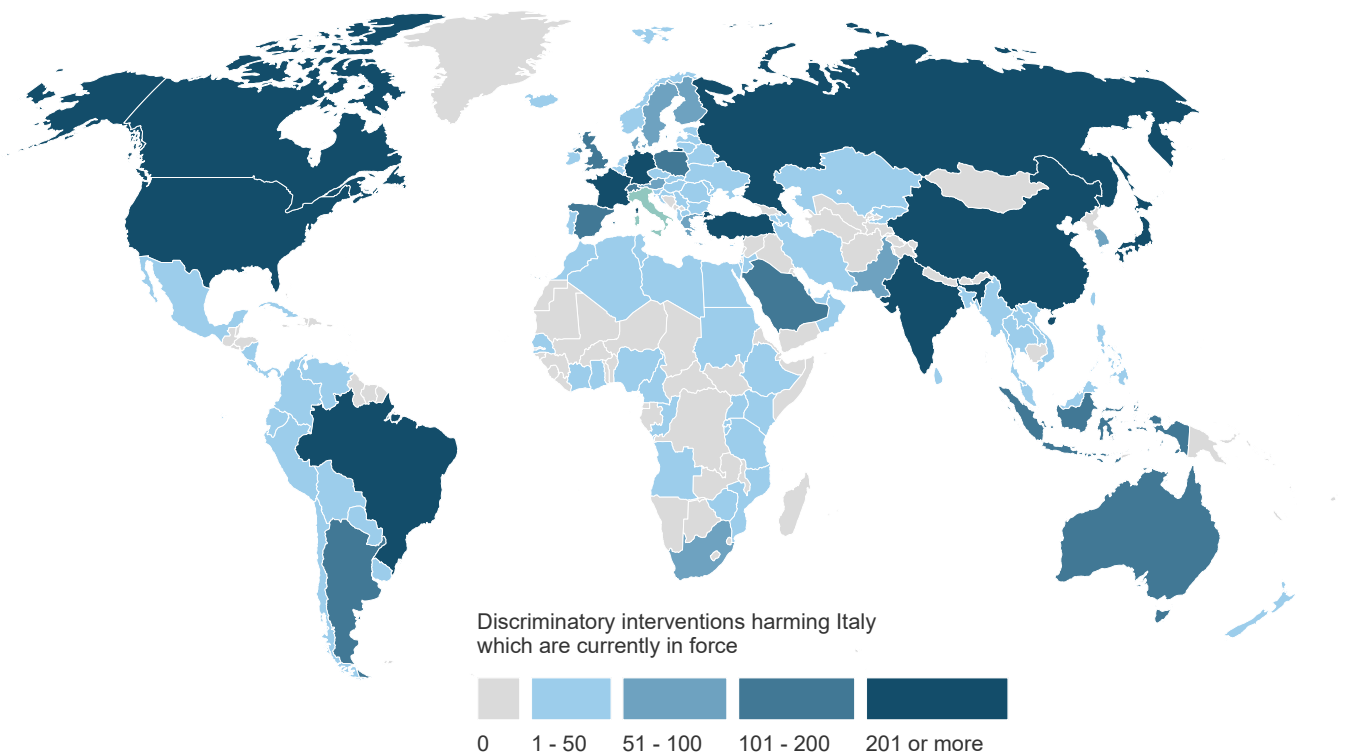 Discriminatory interventions harming Italy
which are currently in force
0 1 - 50 51 - 100 101 - 200 201 or more